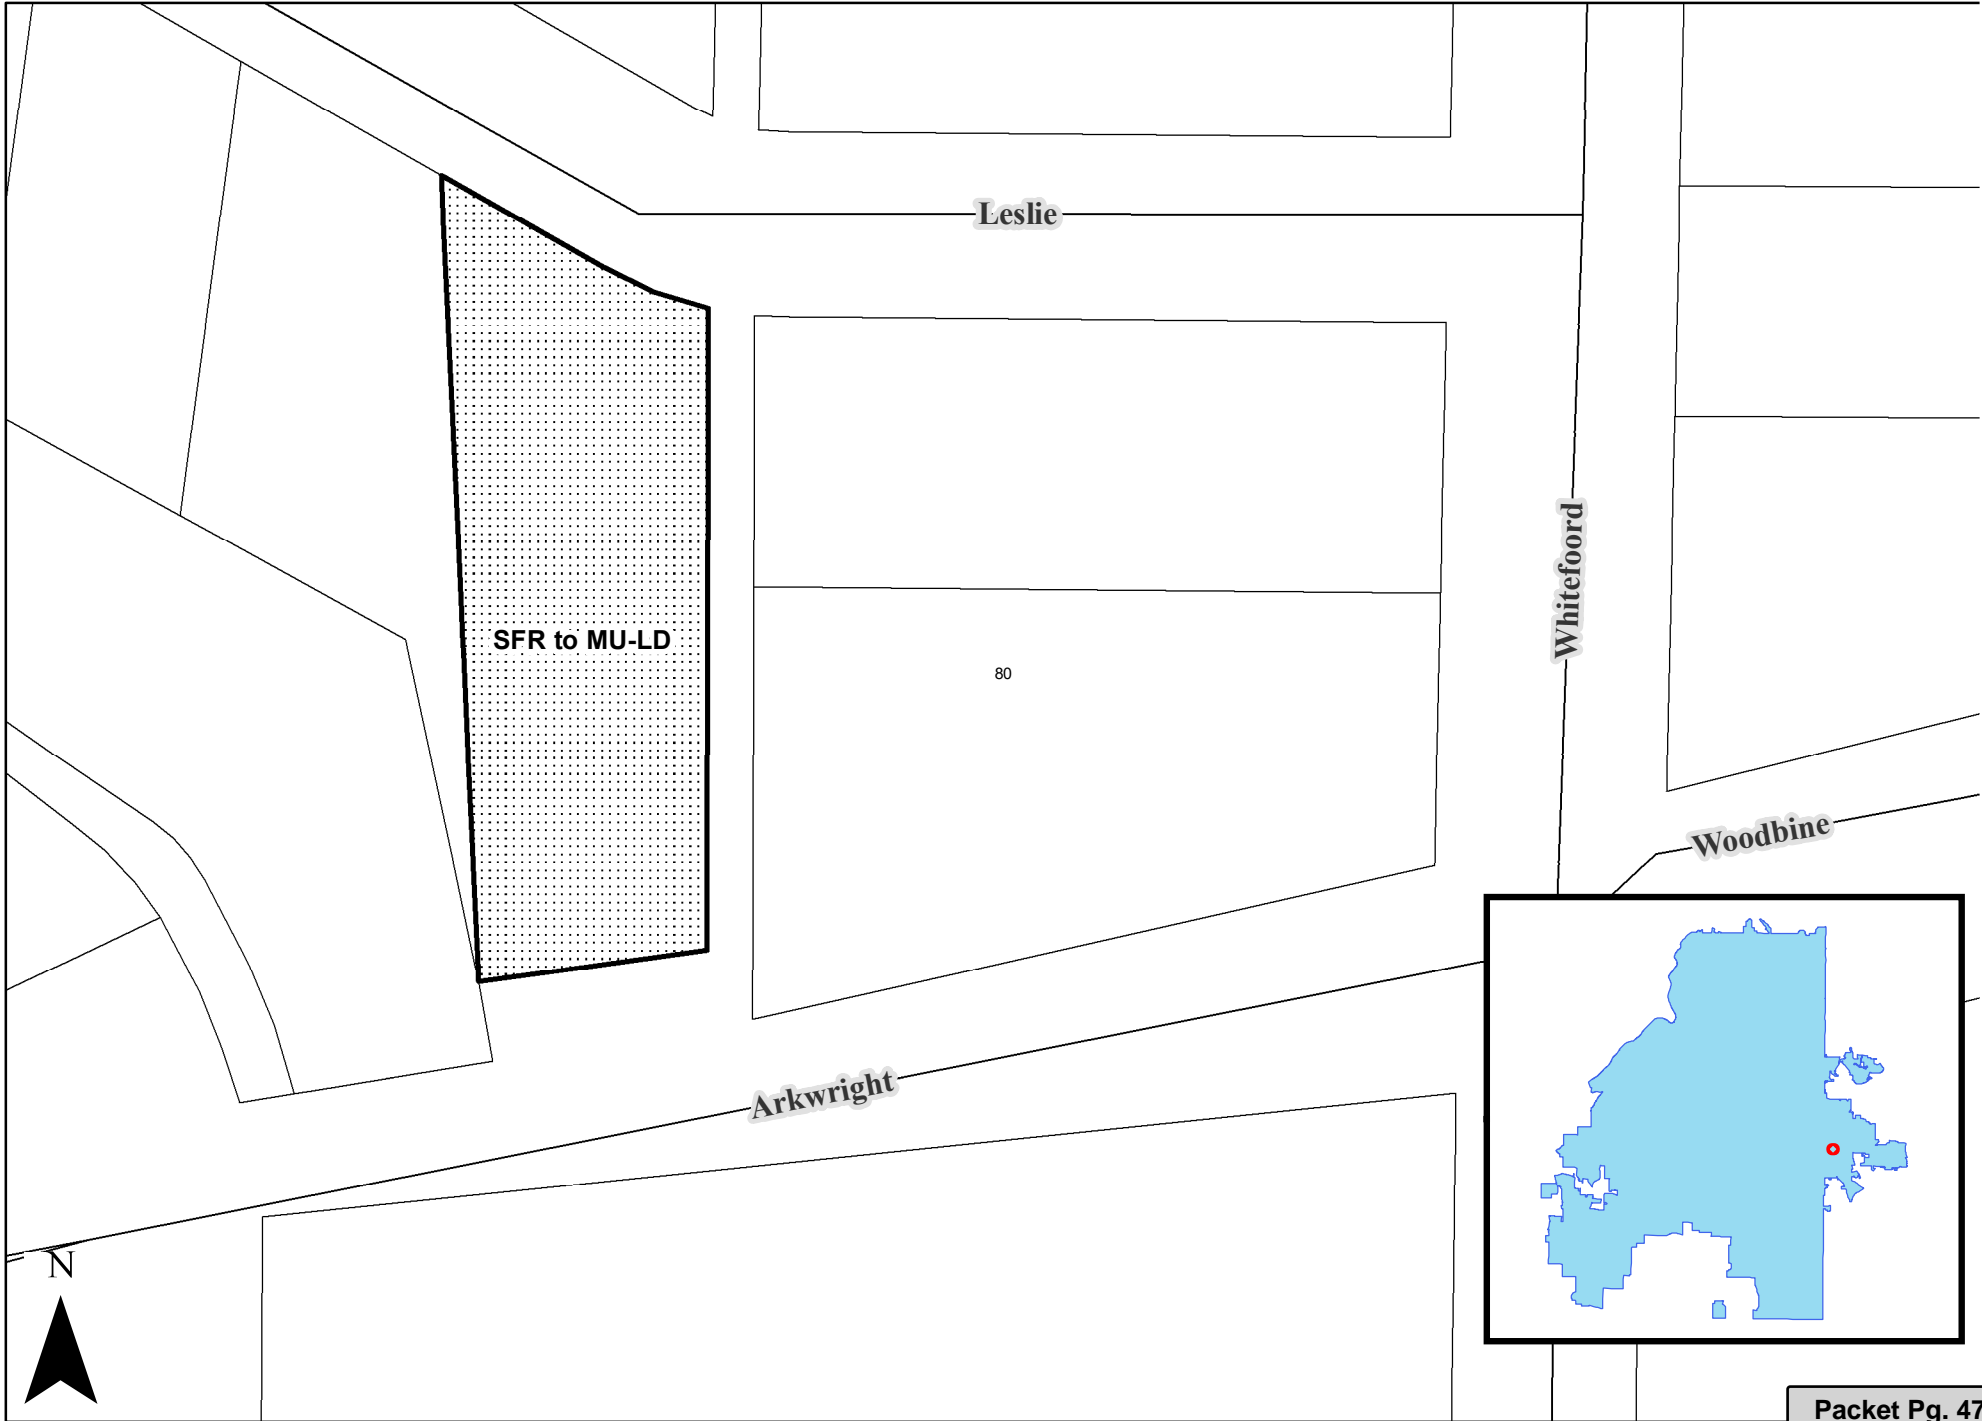 Leslie
Whitefoord
SFR to MU-LD
80
Woodbine
Arkwright
N
Packet Pg. 47